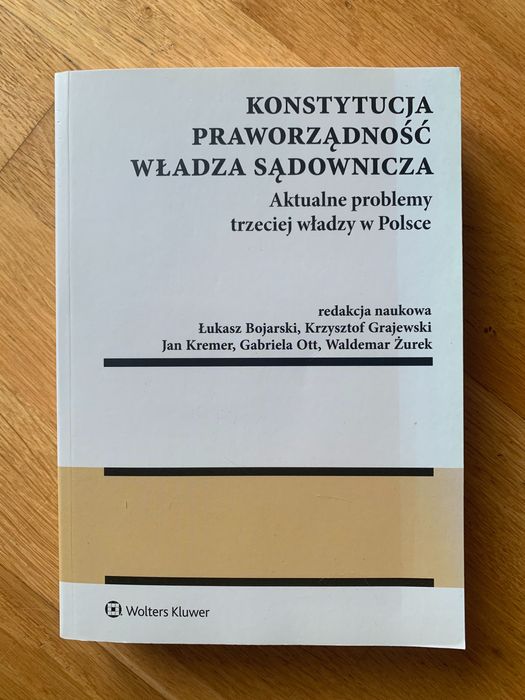 KONSTYTUCJA
PRAWORZĄDNOŚĆ
WŁADZA SĄDOWNICZA
Aktualne problemy
trzeciej władzy w Polsce
redakcja naukowa
Łukasz Bojarski, Krzysztof Grajewski
Jan Kremer, Gabriela Ott, Waldemar Żurek
Wolters Kluwer